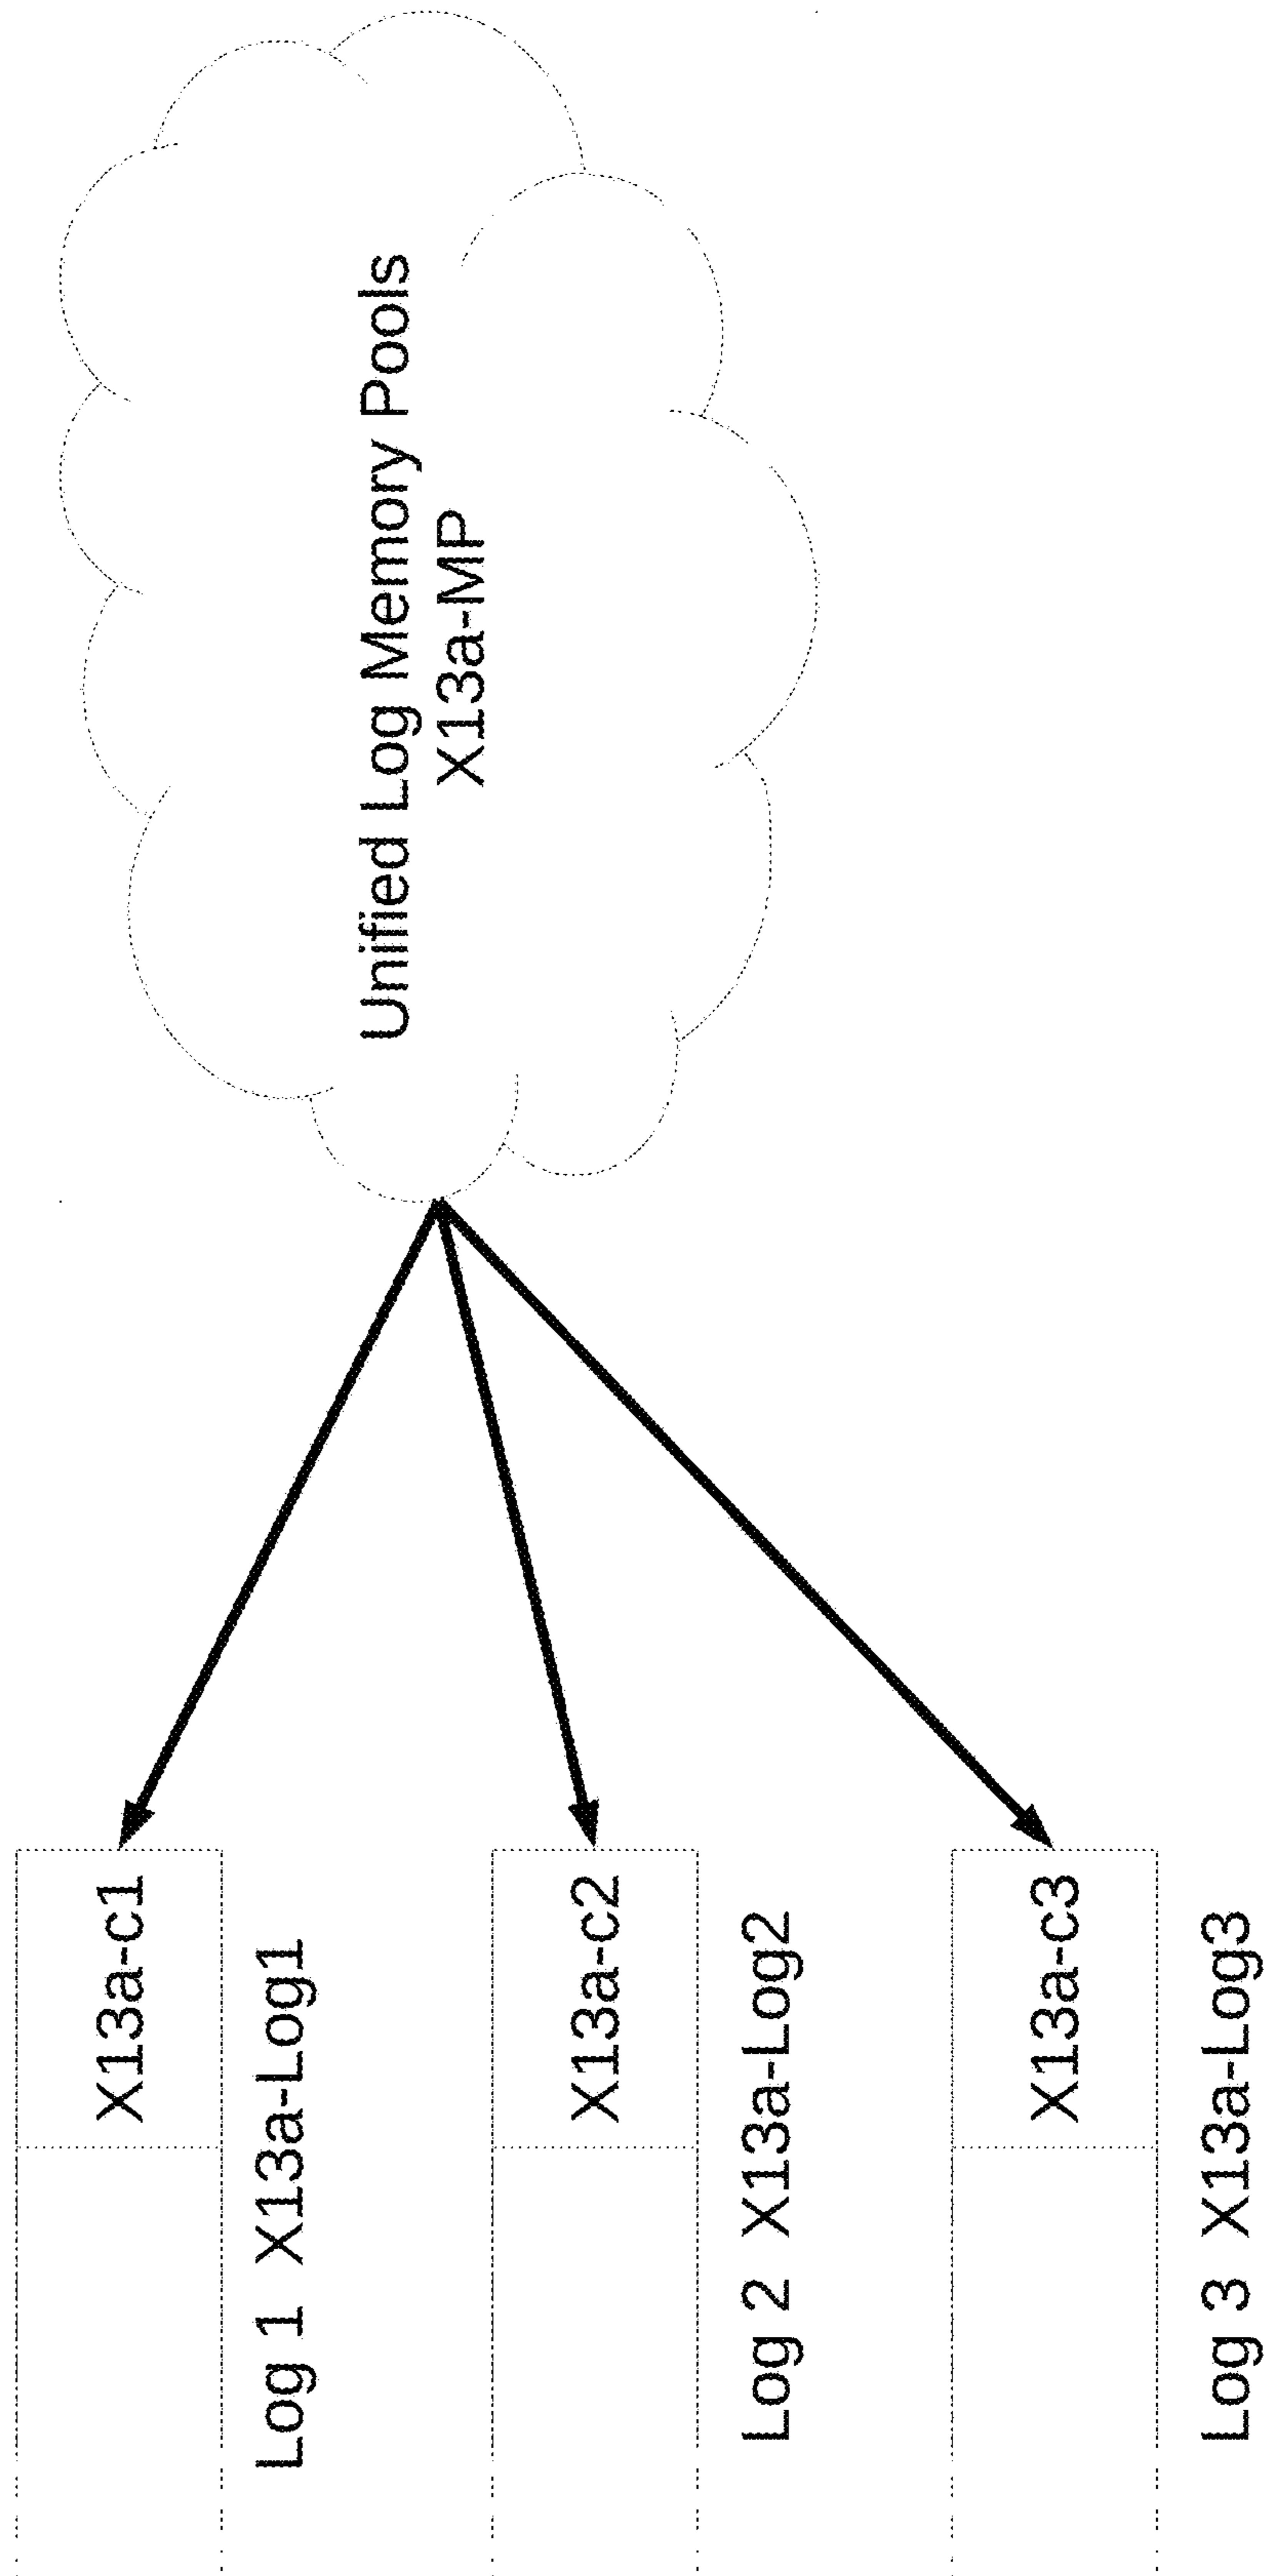 X13a-c1
Log 1 X13a-Log1
Unified Log Memory Pools
X13a-MP
X13a-c2
Log 2 X13a-Log2
X13a-c3
Log 3 X13a-Log3